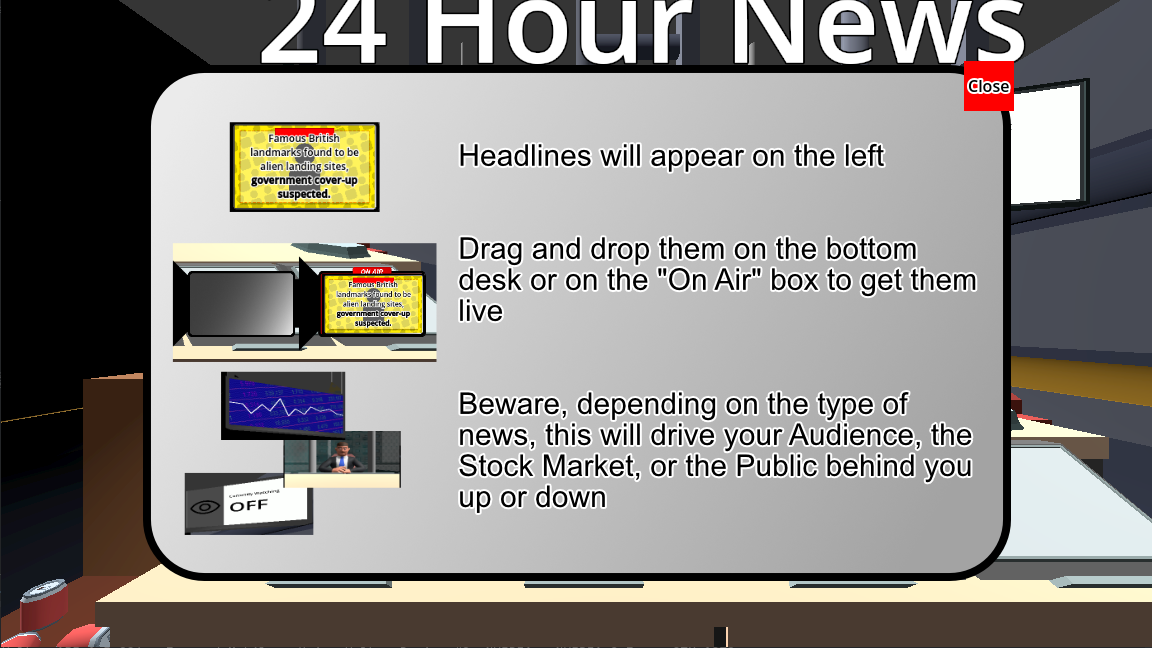 24 Hour News
Close
Famous British
landmarks found to be
alien landing sites,
government cover-up
suspected.
Headlines will appear on the left
Drag and drop them on the bottom
desk or on the "On Air" box to get them
live
ON AIR
Famous British
landmarks found to be
alien landing sites,
government cover-up
suspected.
Beware, depending on the type of
news, this will drive your Audience, the
Stock Market, or the Public behind you
up or down
Currently Watching
OFF